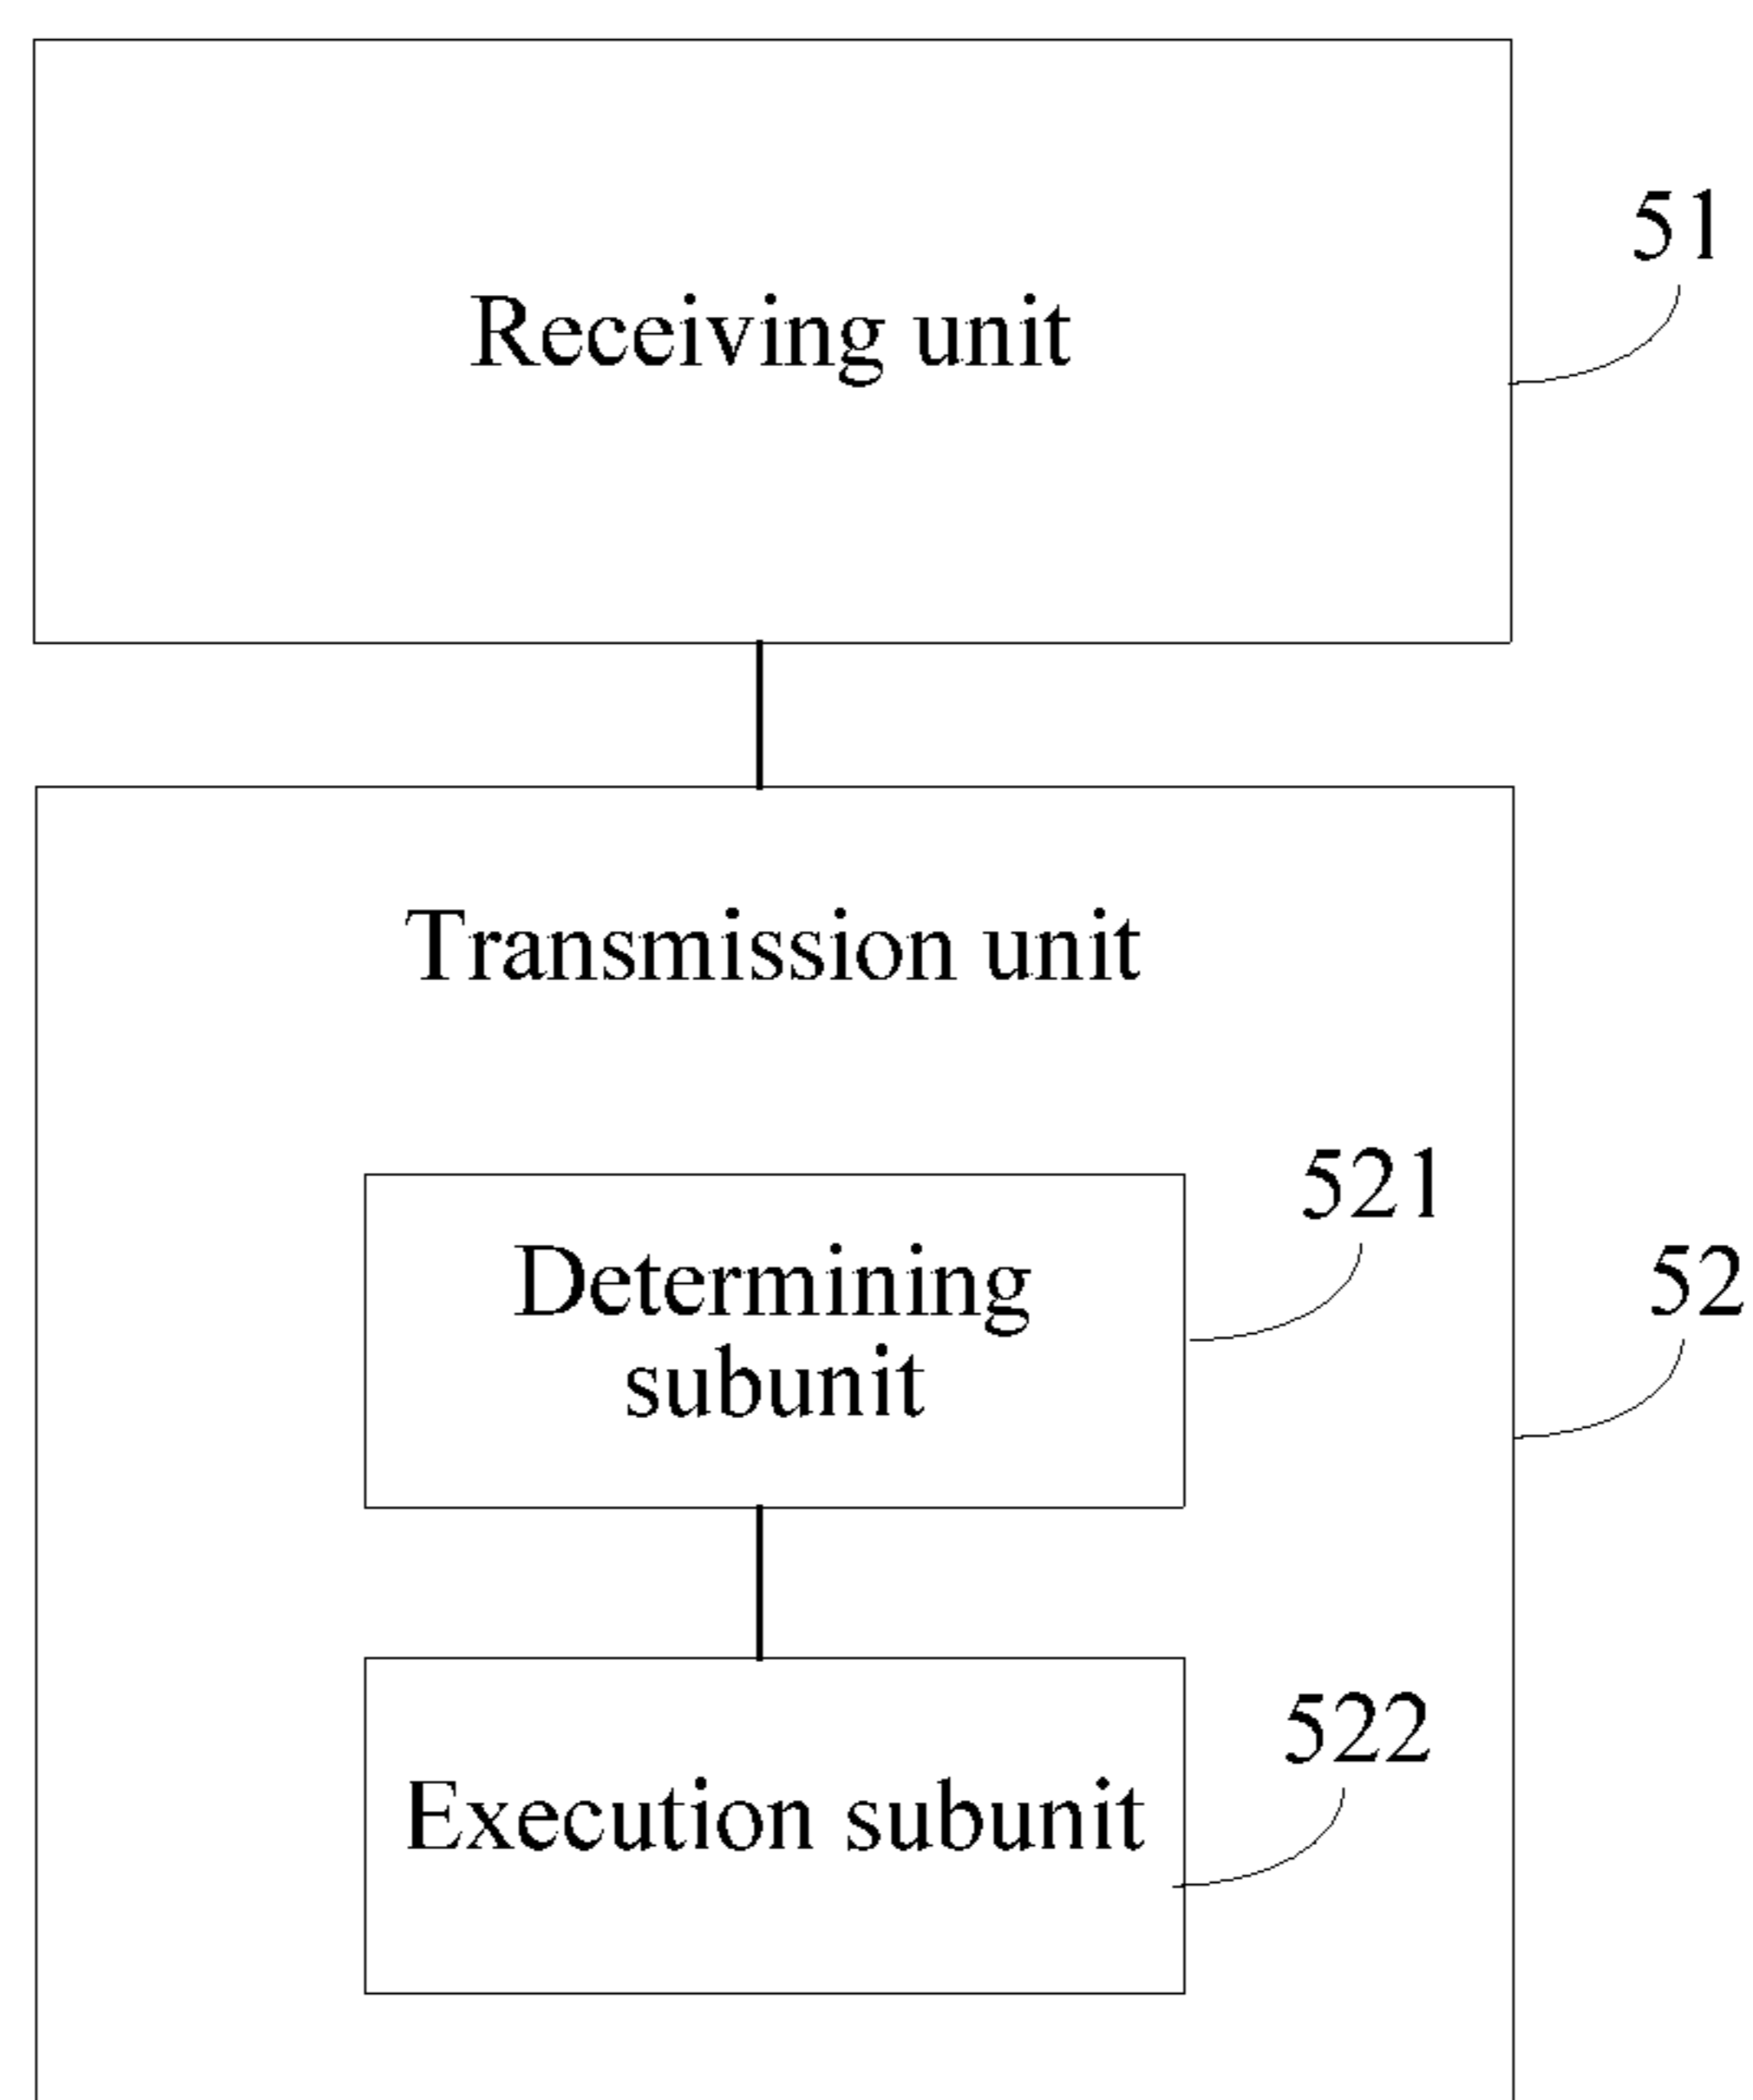 51
Receiving unit
Transmission unit
521
Determining
subunit
52
522
Execution subunit